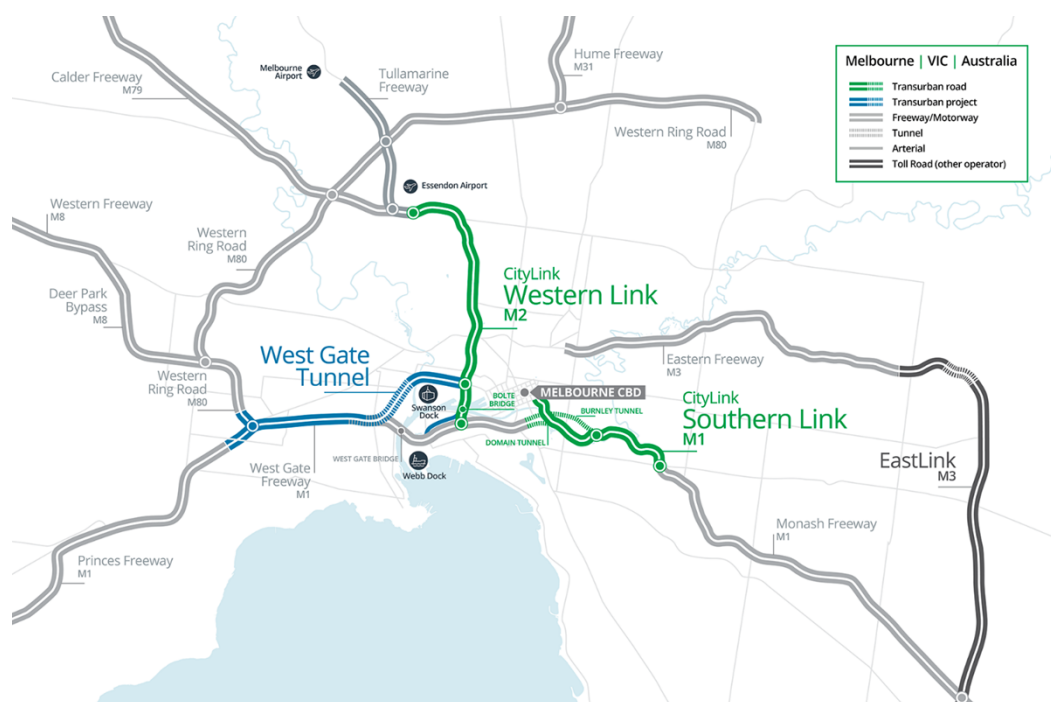 Melbourne | VIC | Australia
Transurban road
Transurban project
Freeway/Motorway
Tunnel
Arterial
Toll Road (other operator)
Hume Freeway
M31
Melbourne
Airport
Tullamarine
Freeway
Calder Freeway
M79
Western Ring Road
M80
Essendon Airport
Western Freeway
M8
Western
Ring Road
M80
CityLink
Western Link
M2
Deer Park
Bypass
M8
West Gate
Tunnel
Eastern Freeway
M3
Western
Ring Road
M80
Swanson
Dock
BOLTE
BRIDGE
MELBOURNE CBD
CityLink
Southern Link
M1
BURNLEY TUNNEL
DOMAIN TUNNEL
WEST GATE BRIDGE
West Gate
Freeway
M1
Webb Dock
EastLink
M3
Monash Freeway
M1
Princes Freeway
M1